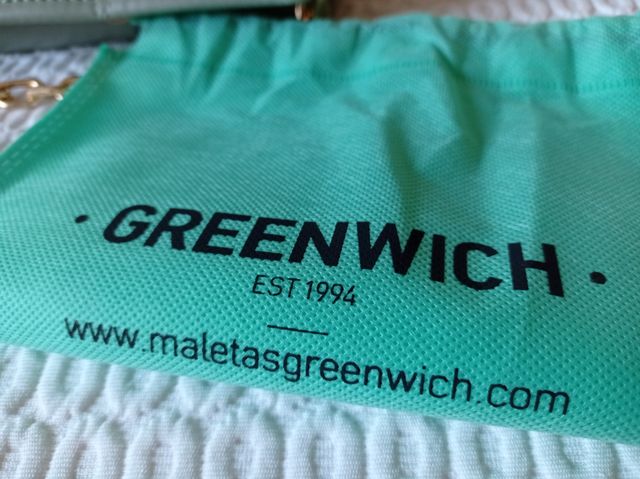 • GREENWICH •
EST 1994
www.maletasgreenwich.com